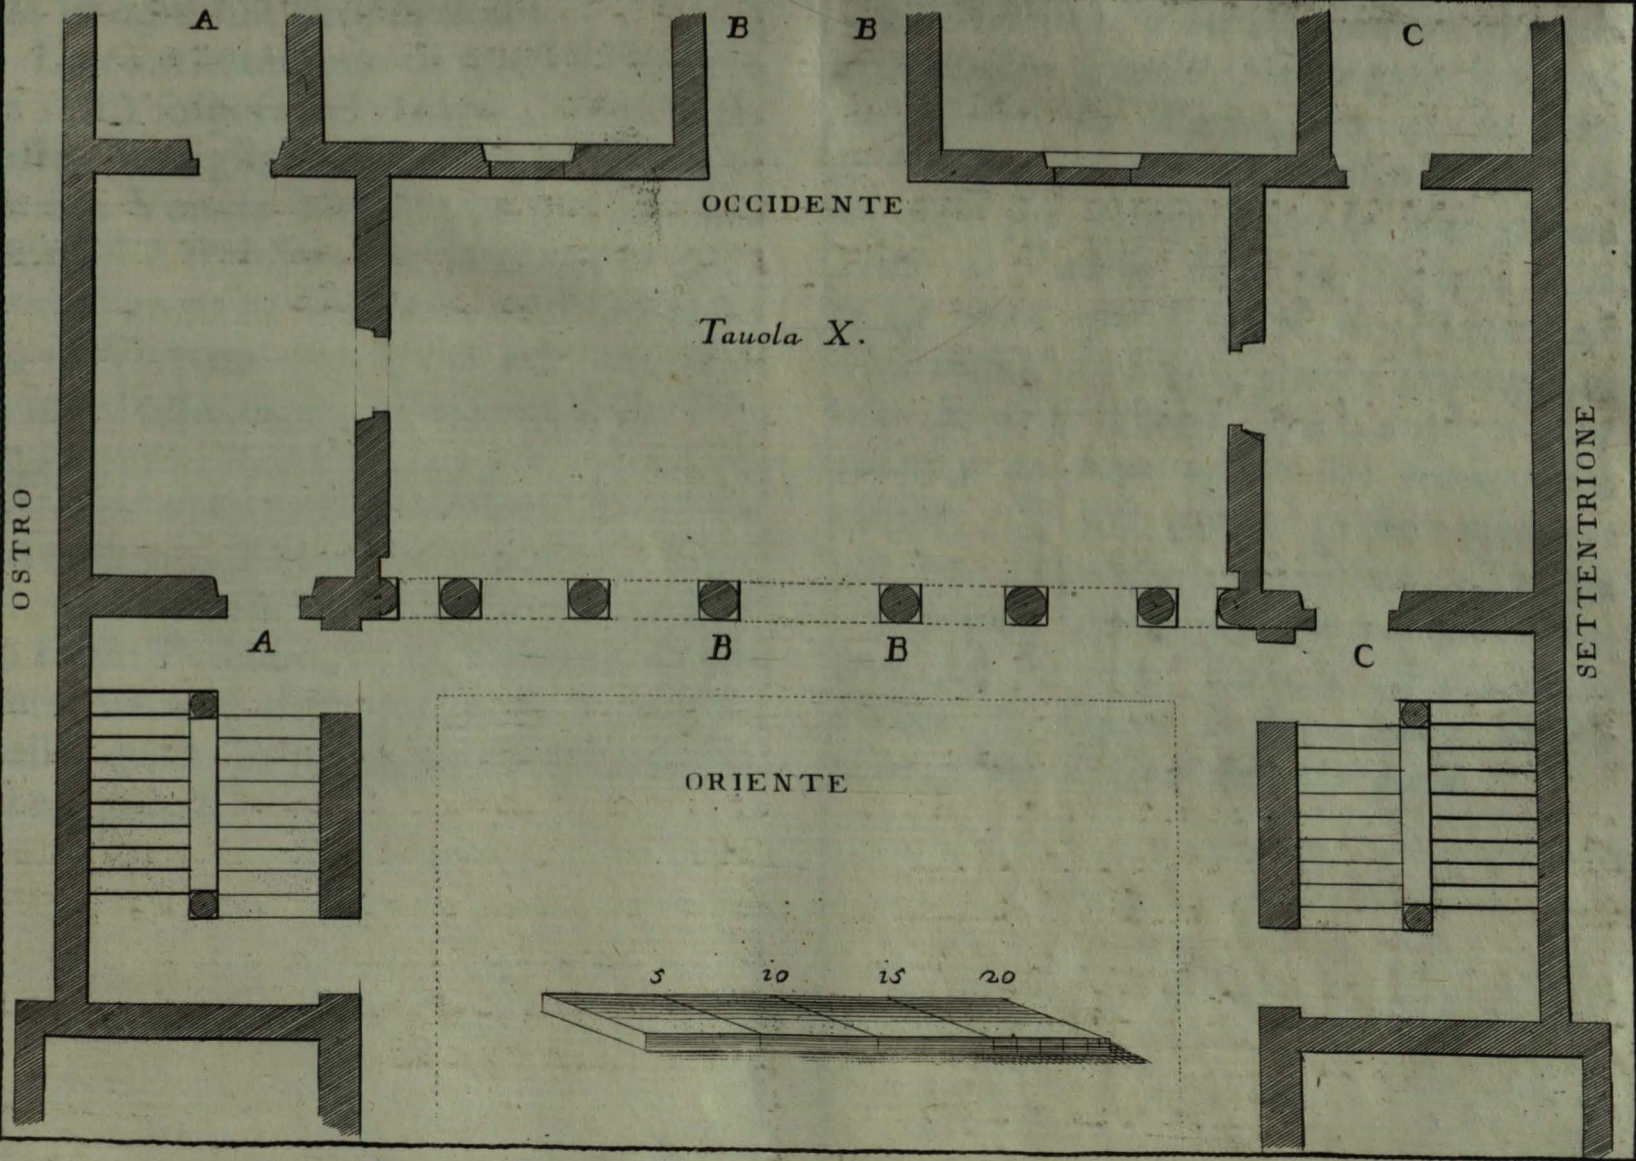 A B B C
OCCIDENTE
Tauola X.
OSTRO
SETTENTRIONE
A B B C
ORIENTE
5 10 15 20